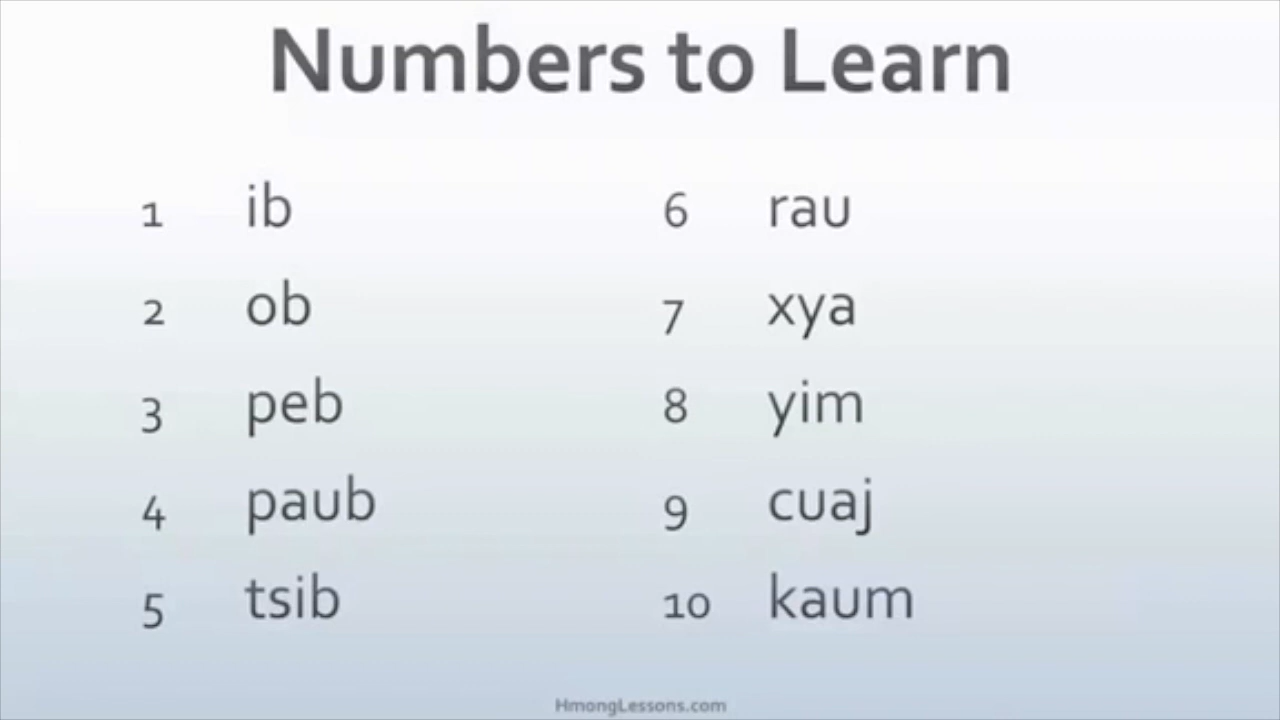 Numbers to Learn
1 ib
2 ob
3 peb
4 paub
5 tsib
6 rau
7 xya
8 yim
9 cuaj
10 kaum
HmongLessons.com